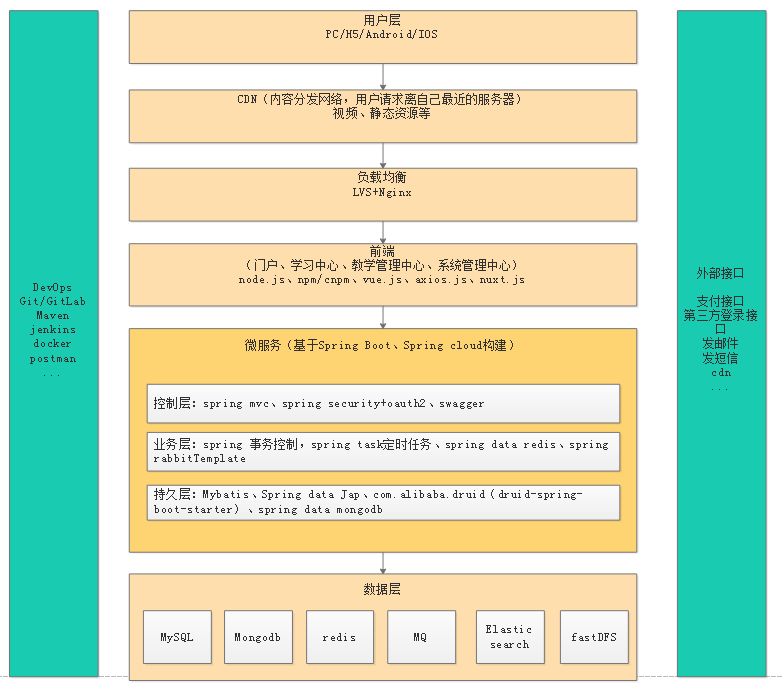 用户层
PC/H5/Android/IOS
CDN（内容分发网络，用户请求离自己最近的服务器）
视频、静态资源等
负载均衡
LVS+Nginx
前端
（门户、学习中心、教学管理中心、系统管理中心）
node.js、npm/cnpm、vue.js、axios.js、nuxt.js
微服务（基于Spring Boot、Spring cloud构建）
控制层：spring mvc、spring security+oauth2、swagger
业务层：spring 事务控制，spring task定时任务、spring data redis、spring
rabbitTemplate
持久层：Mybatis、Spring data Jap、com.alibaba.druid（druid-spring-
boot-starter）、spring data mongodb
数据层
MySQL
Mongodb
redis
MQ
Elastic
search
fastDFS
DevOps
Git/GitLab
Maven
jenkins
docker
postman
...
外部接口
支付接口
第三方登录接
口
发邮件
发短信
cdn
...